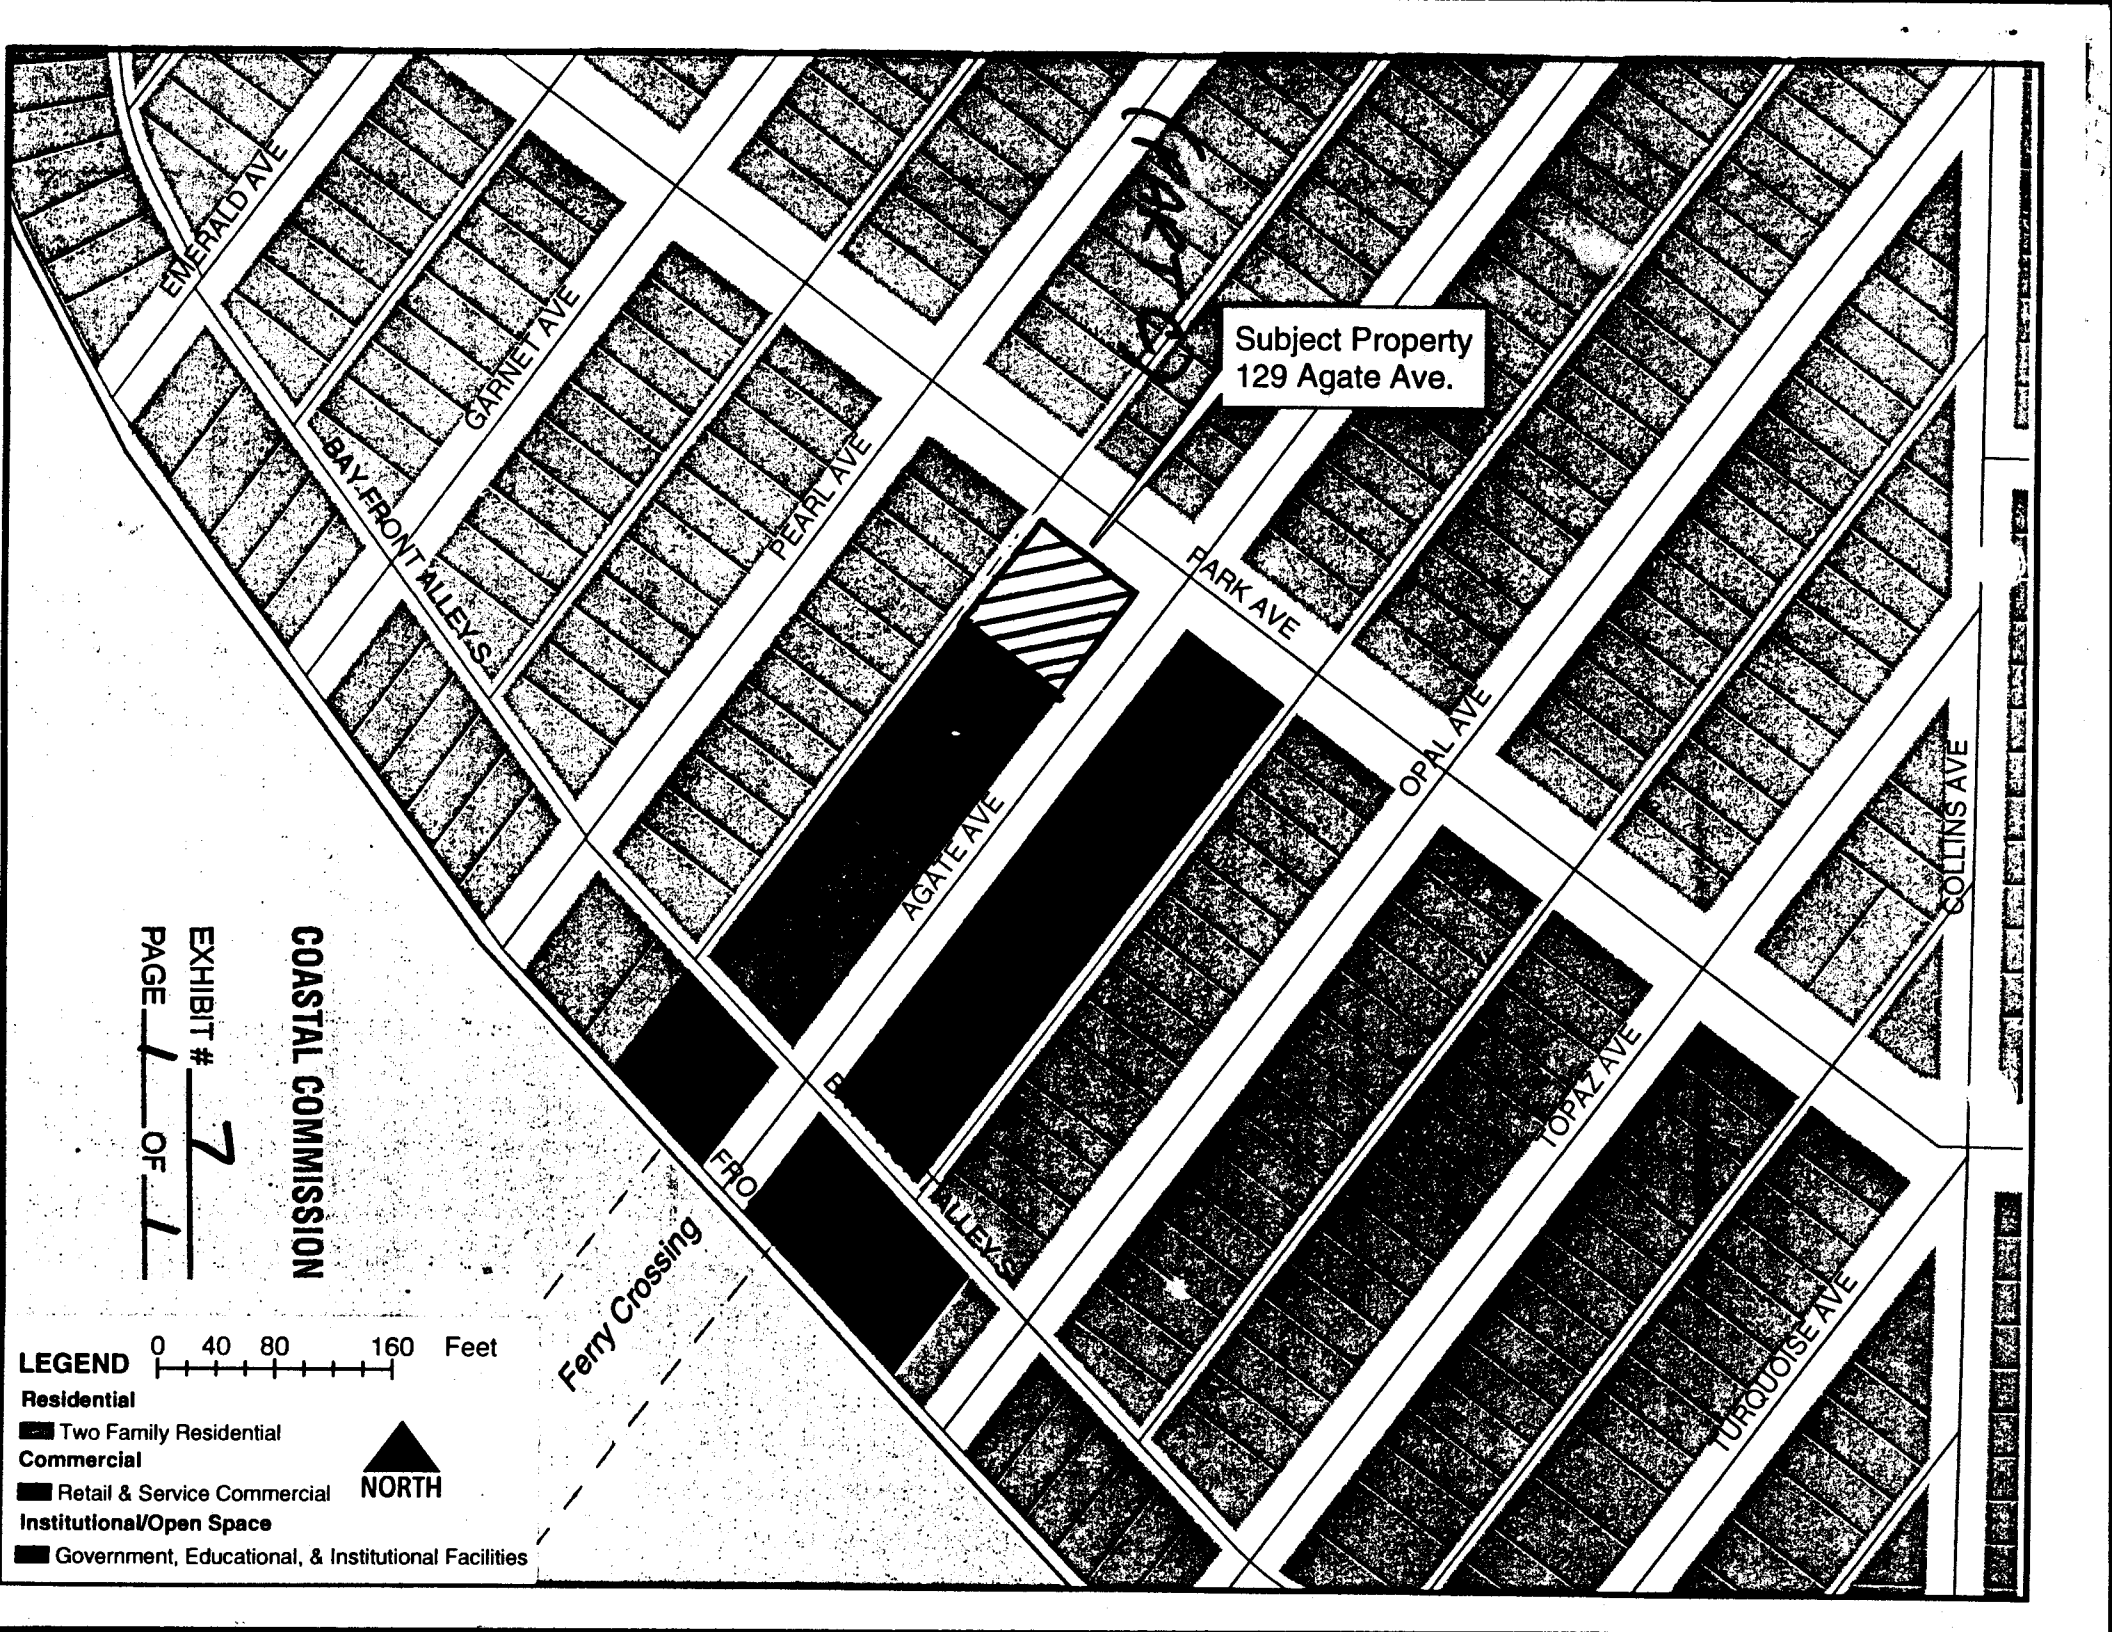 EMERALD AVE
GARNET AVE
BAY FRONT ALLEY S
PEARL AVE
Subject Property
129 Agate Ave.
PARK AVE
OPAL AVE
COLLINS AVE
AGATE AVE
TOPAZ AVE
TURQUOISE AVE
ALLEY S
FRO
Ferry Crossing
COASTAL COMMISSION
EXHIBIT # 7
PAGE 1 OF 1
0 40 80 160 Feet
LEGEND
Residential
Two Family Residential
Commercial
Retail & Service Commercial
Institutional/Open Space
Government, Educational, & Institutional Facilities
NORTH